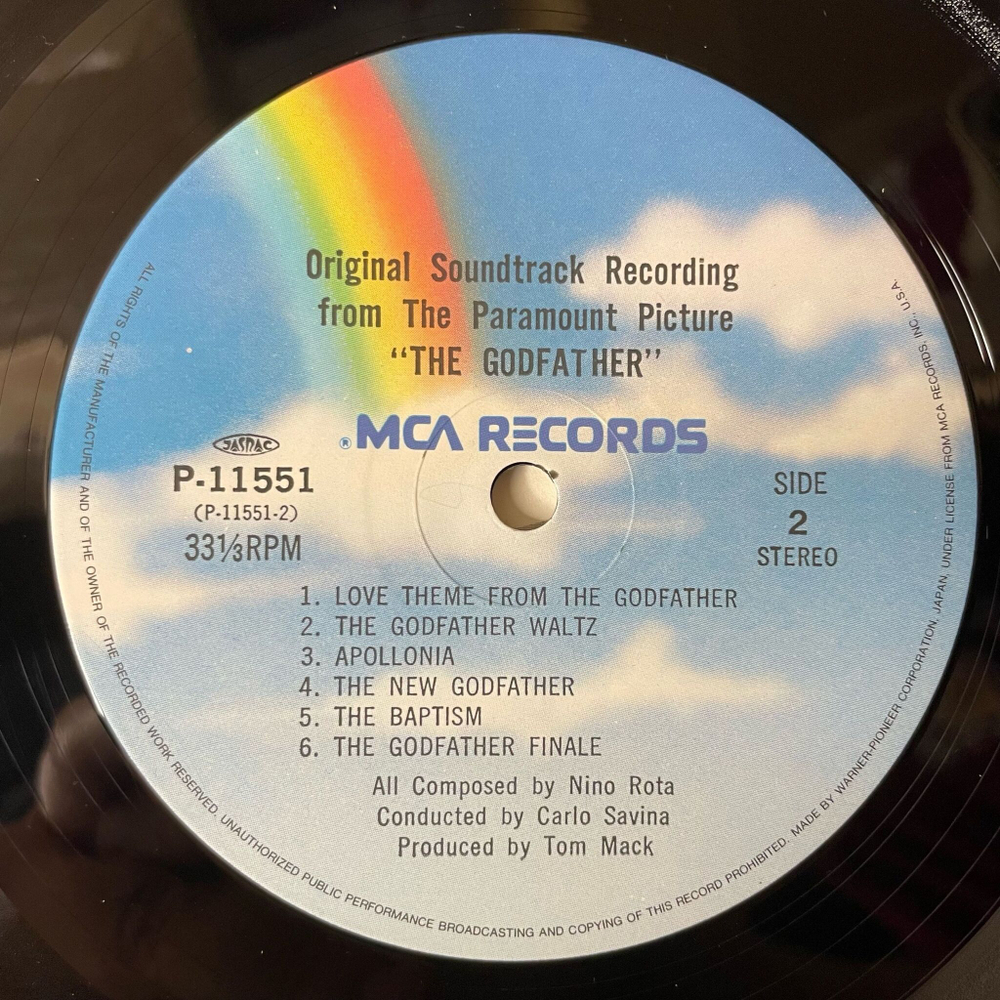 Original Soundtrack Recording
from The Paramount Picture
“THE GODFATHER”
® MCA RECORDS
JASRAC
P-11551
(P-11551-2)
33⅓RPM
SIDE
2
STEREO
1. LOVE THEME FROM THE GODFATHER
2. THE GODFATHER WALTZ
3. APOLLONIA
4. THE NEW GODFATHER
5. THE BAPTISM
6. THE GODFATHER FINALE
All Composed by Nino Rota
Conducted by Carlo Savina
Produced by Tom Mack
ALL RIGHTS OF THE MANUFACTURER AND OF THE OWNER OF THE RECORDED WORK RESERVED. UNAUTHORIZED PUBLIC PERFORMANCE BROADCASTING AND COPYING OF THIS RECORD PROHIBITED. MADE BY WARNER-PIONEER CORPORATION, JAPAN, UNDER LICENSE FROM MCA RECORDS, INC., U.S.A.